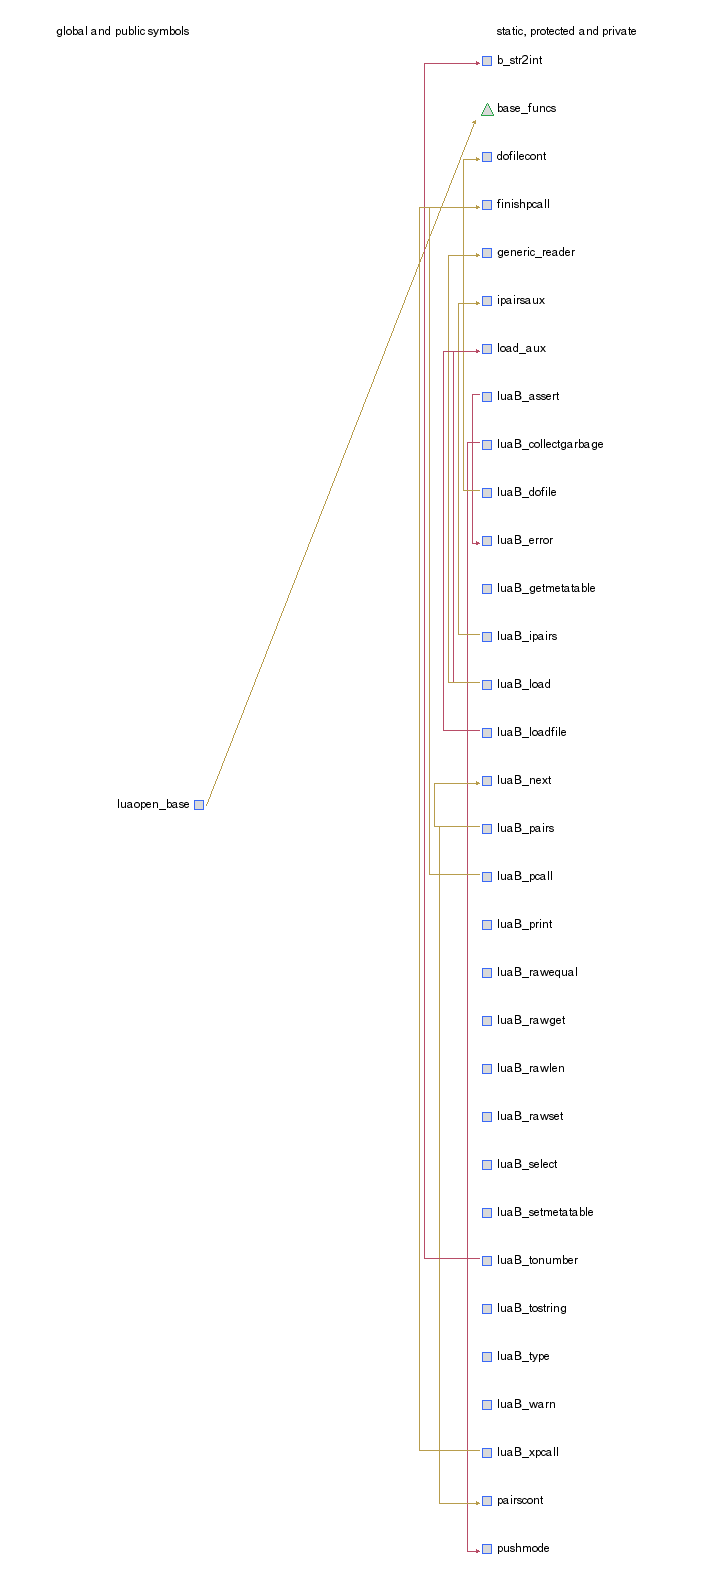 global and public symbols
static, protected and private
b_str2int
base_funcs
dofilecont
finishpcall
generic_reader
ipairsaux
load_aux
luaB_assert
luaB_collectgarbage
luaB_dofile
luaB_error
luaB_getmetatable
luaB_ipairs
luaB_load
luaB_loadfile
luaB_next
luaopen_base
luaB_pairs
luaB_pcall
luaB_print
luaB_rawequal
luaB_rawget
luaB_rawlen
luaB_rawset
luaB_select
luaB_setmetatable
luaB_tonumber
luaB_tostring
luaB_type
luaB_warn
luaB_xpcall
pairscont
pushmode